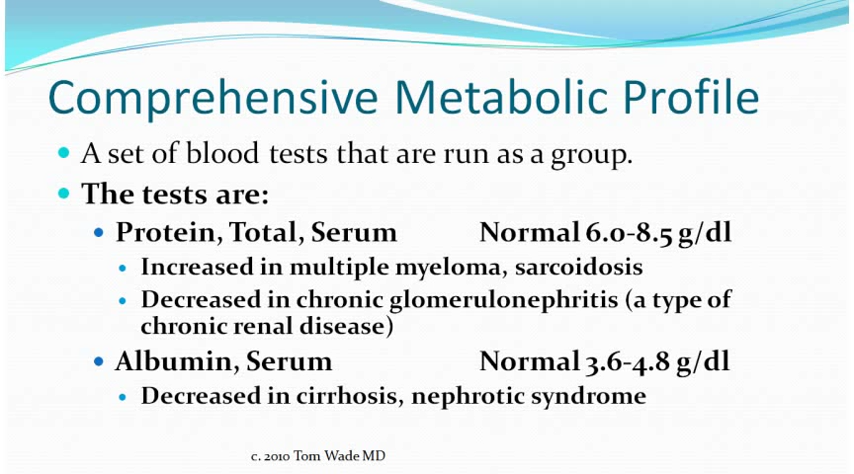 Comprehensive Metabolic Profile
A set of blood tests that are run as a group.
The tests are:
Protein, Total, Serum Normal 6.0-8.5 g/dl
Increased in multiple myeloma, sarcoidosis
Decreased in chronic glomerulonephritis (a type of
chronic renal disease)
Albumin, Serum Normal 3.6-4.8 g/dl
Decreased in cirrhosis, nephrotic syndrome
c. 2010 Tom Wade MD